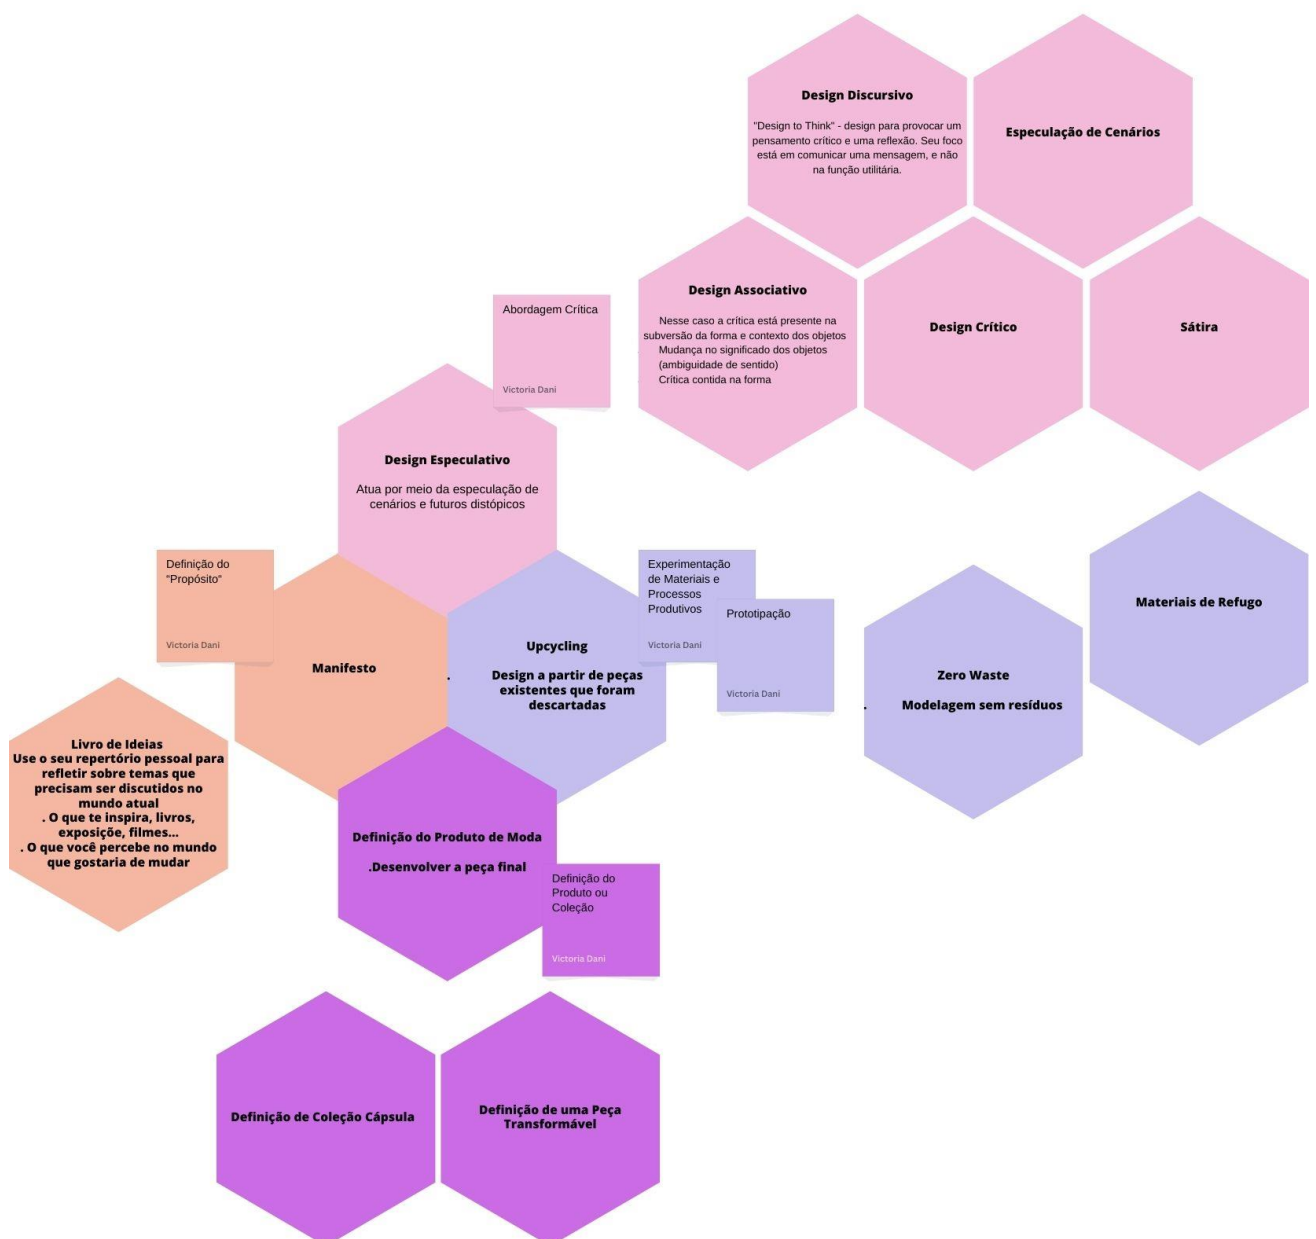 Design Discursivo
"Design to Think" - design para provocar um
pensamento crítico e uma reflexão. Seu foco
está em comunicar uma mensagem, e não
na função utilitária.
Especulação de Cenários
Design Associativo
Nesse caso a crítica está presente na
subversão da forma e contexto dos objetos
Mudança no significado dos objetos
(ambiguidade de sentido)
Crítica contida na forma
Design Crítico
Sátira
Abordagem Crítica
Victoria Dani
Design Especulativo
Atua por meio da especulação de
cenários e futuros distópicos
Definição do
"Propósito"
Victoria Dani
Manifesto
Upcycling
. Design a partir de peças
existentes que foram
descartadas
Experimentação
de Materiais e
Processos
Produtivos
Victoria Dani
Prototipação
Victoria Dani
Zero Waste
. Modelagem sem resíduos
Materiais de Refugo
Livro de Ideias
Use o seu repertório pessoal para
refletir sobre temas que
precisam ser discutidos no
mundo atual
. O que te inspira, livros,
exposiçõe, filmes...
. O que você percebe no mundo
que gostaria de mudar
Definição do Produto de Moda
.Desenvolver a peça final
Definição do
Produto ou
Coleção
Victoria Dani
Definição de Coleção Cápsula
Definição de uma Peça
Transformável